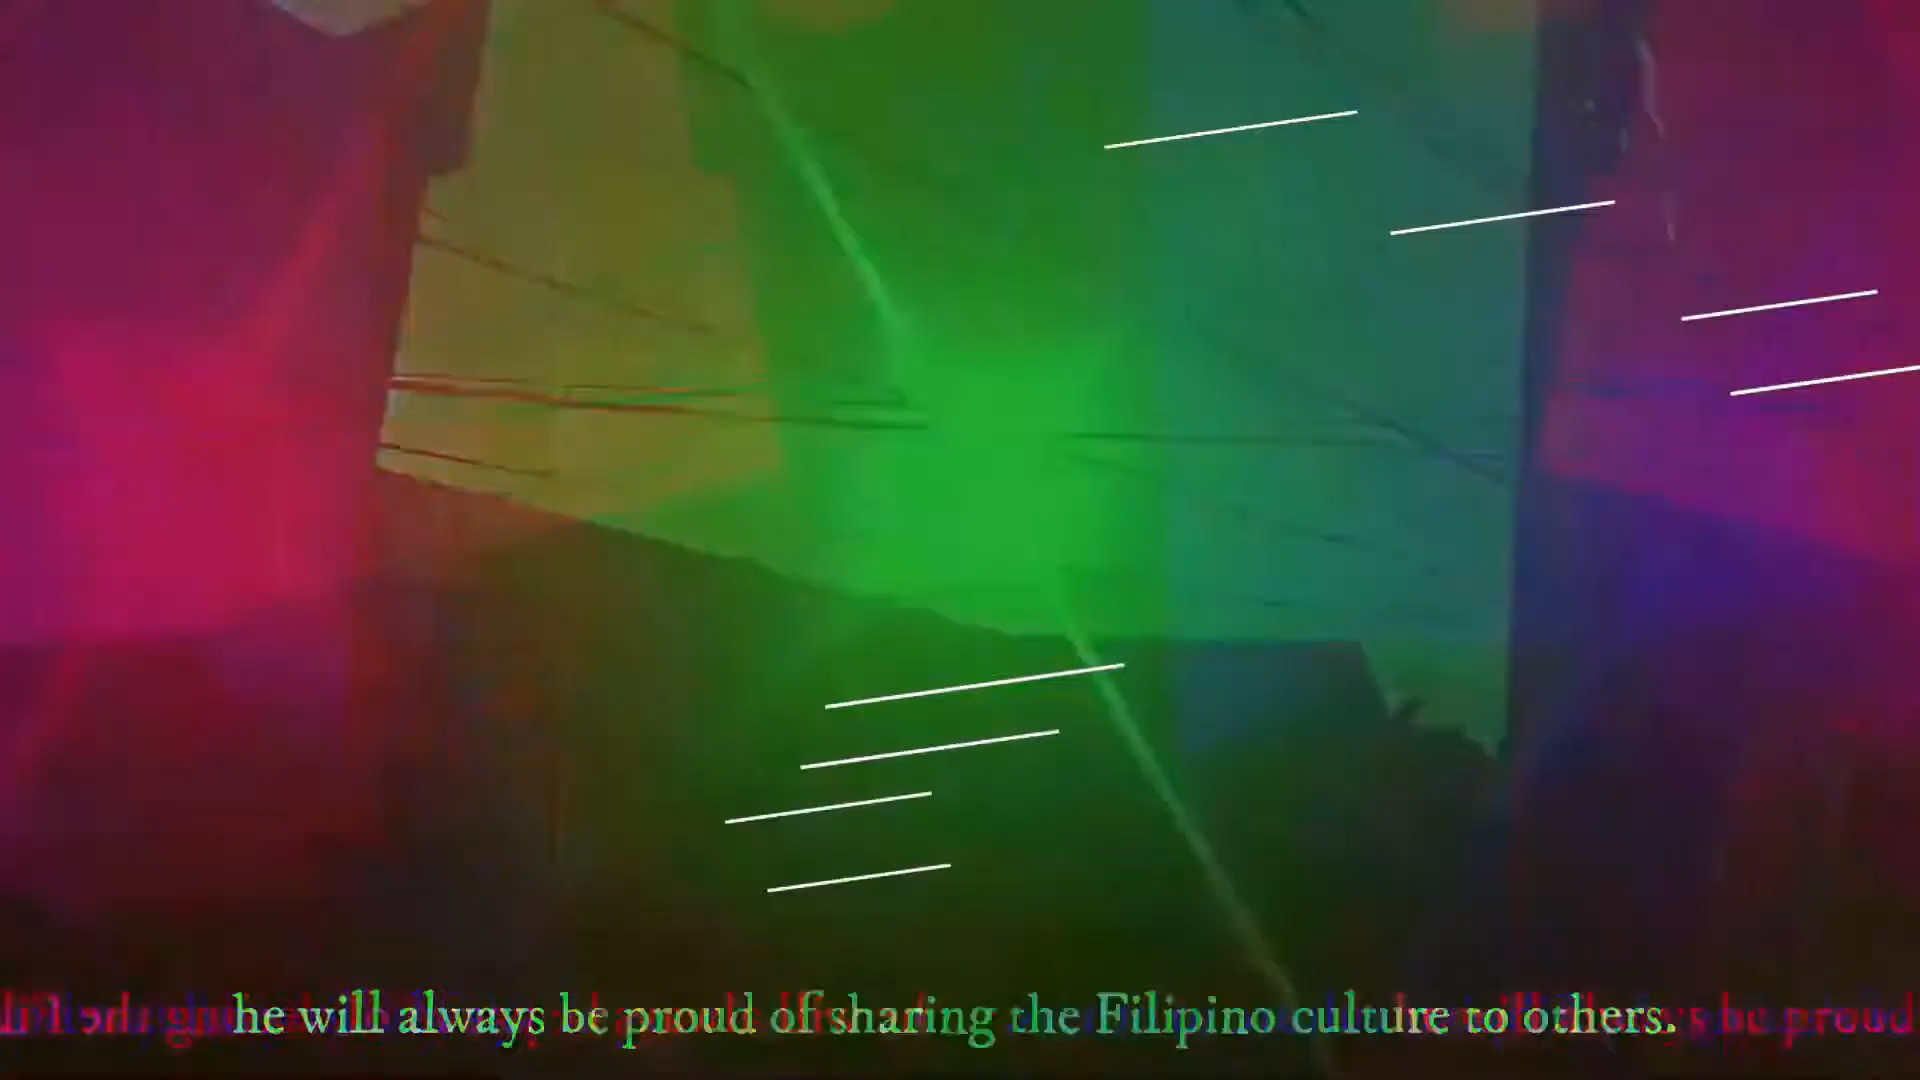 he will always be proud of sharing the Filipino culture to others.